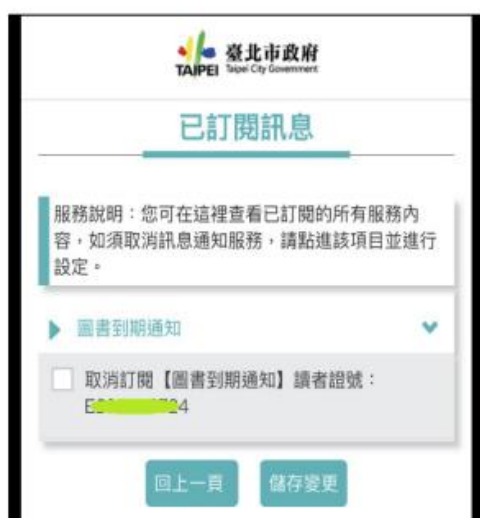 臺北市政府
TAIPEI Taipei City Government
已訂閱訊息
服務說明：您可在這裡查看已訂閱的所有服務內
容，如須取消訊息通知服務，請點進該項目並進行
設定。
圖書到期通知
取消訂閱【圖書到期通知】讀者證號：
回上一頁 儲存變更